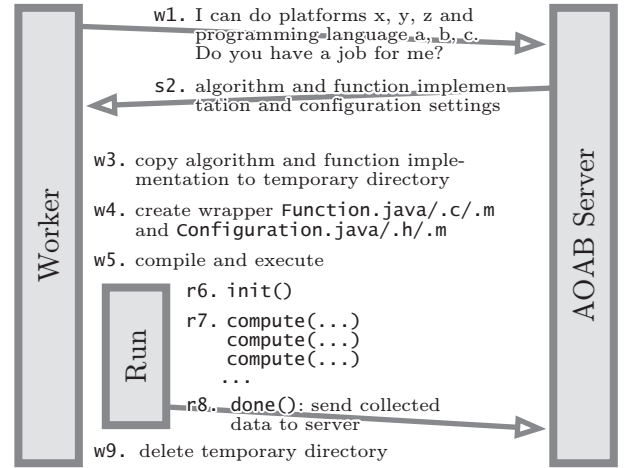 w1. I can do platforms x, y, z and
programming language a, b, c.
Do you have a job for me?
s2. algorithm and function implemen-
tation and configuration settings
w3. copy algorithm and function imple-
mentation to temporary directory
w4. create wrapper Function.java/.c/.m
and Configuration.java/.h/.m
w5. compile and execute
r6. init()
r7. compute(...)
compute(...)
compute(...)
...
r8. done(): send collected
data to server
w9. delete temporary directory
Worker
Run
AOAB Server